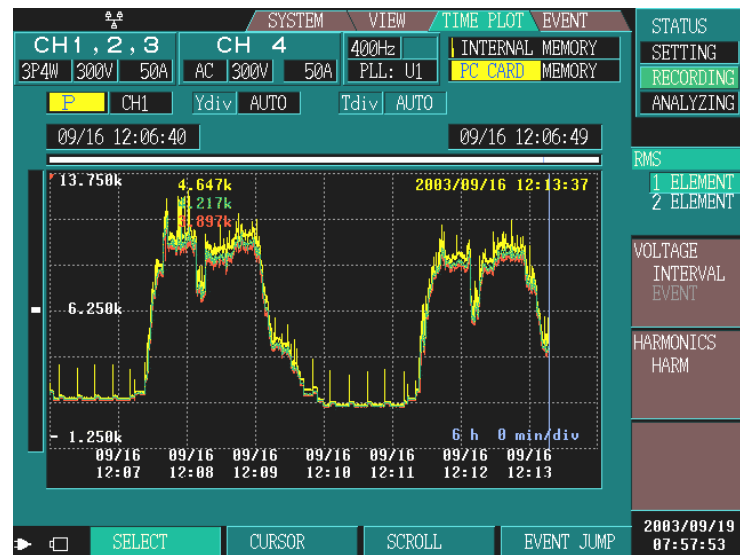 SYSTEM VIEW TIME PLOT EVENT
CH1,2,3 CH 4 400Hz INTERNAL MEMORY
3P4W 300V 50A AC 300V 50A PLL: U1 PC CARD MEMORY
P CH1 Ydiv AUTO Tdiv AUTO
09/16 12:06:40 09/16 12:06:49
13.750k 4.647k 2003/09/16 12:13:37
.217k
.897k
6.250k
- 1.250k 6 h 0 min/div
09/16 09/16 09/16 09/16 09/16 09/16 09/16
12:07 12:08 12:09 12:10 12:11 12:12 12:13
SELECT CURSOR SCROLL EVENT JUMP
STATUS
SETTING
RECORDING
ANALYZING
RMS
1 ELEMENT
2 ELEMENT
VOLTAGE
INTERVAL
EVENT
HARMONICS
HARM
2003/09/19
07:57:53